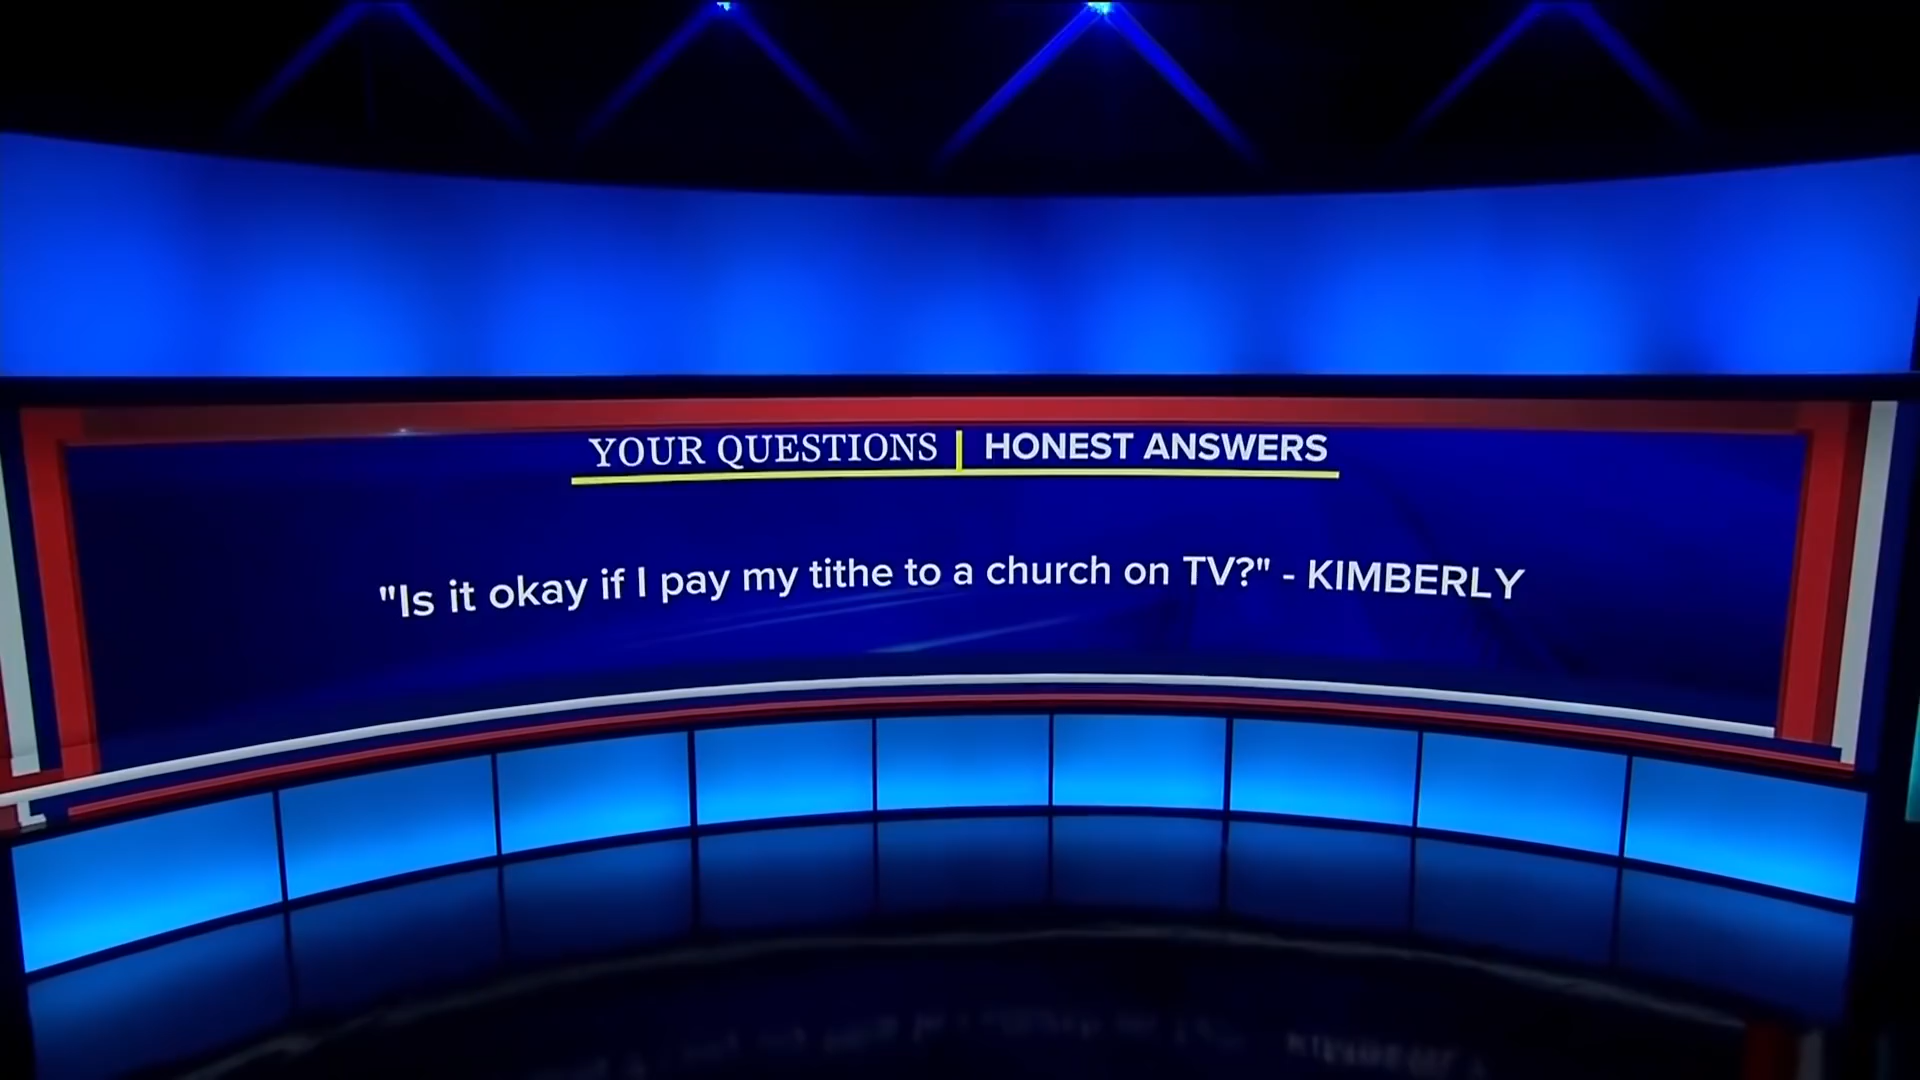 YOUR QUESTIONS | HONEST ANSWERS
"Is it okay if I pay my tithe to a church on TV?" - KIMBERLY